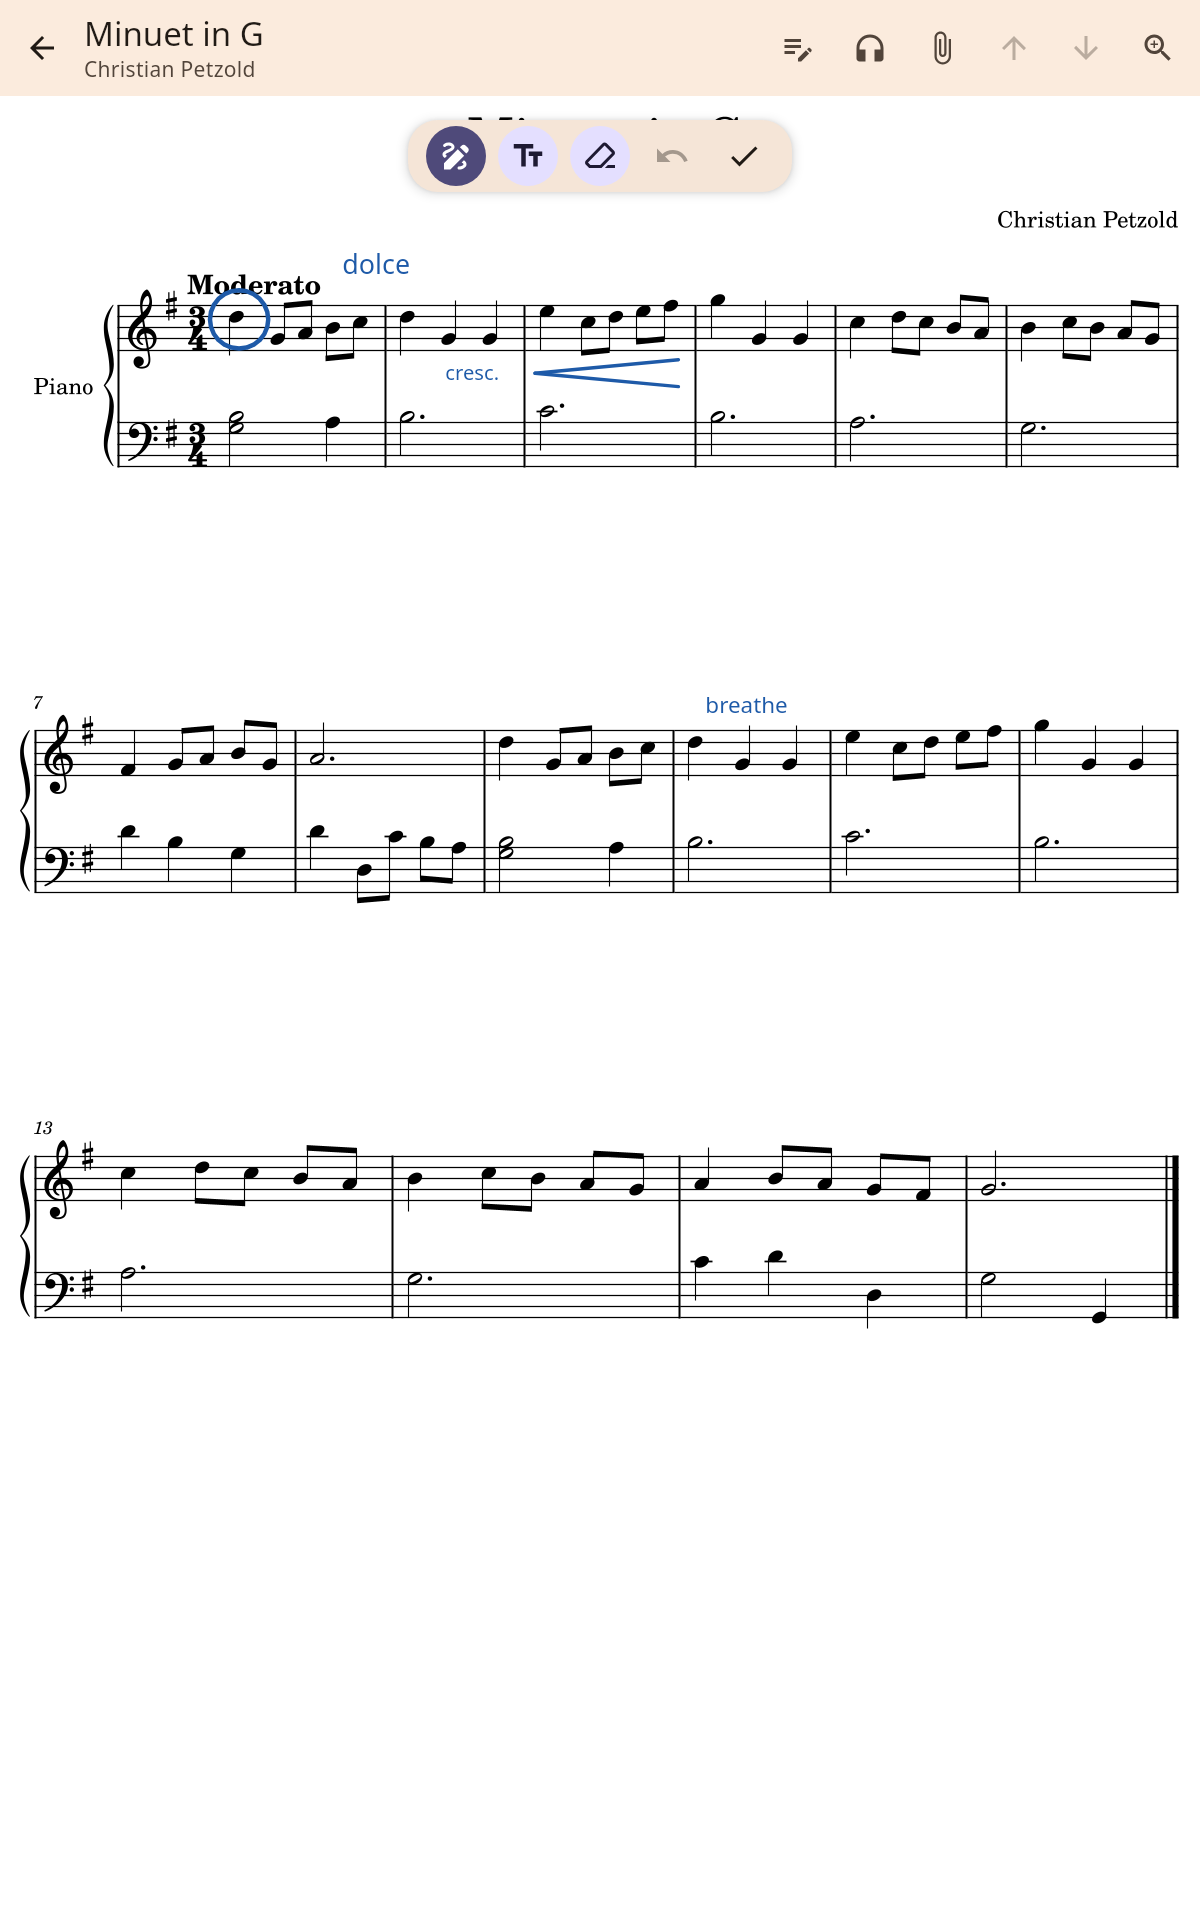 Minuet in G
Christian Petzold
Christian Petzold
dolce
Moderato
cresc.
Piano
7
breathe
13